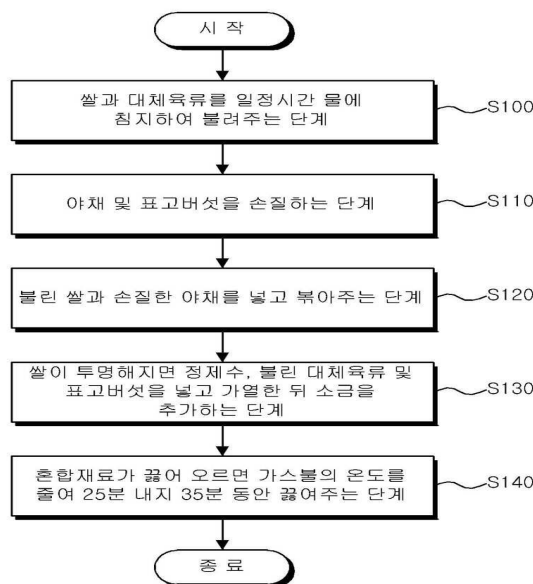 시 작
쌀과 대체육류를 일정시간 물에
침지하여 불려주는 단계
S100
야채 및 표고버섯을 손질하는 단계
S110
불린 쌀과 손질한 야채를 넣고 볶아주는 단계
S120
쌀이 투명해지면 정제수, 불린 대체육류 및
표고버섯을 넣고 가열한 뒤 소금을
추가하는 단계
S130
혼합재료가 끓어 오르면 가스불의 온도를
줄여 25분 내지 35분 동안 끓여주는 단계
S140
종 료